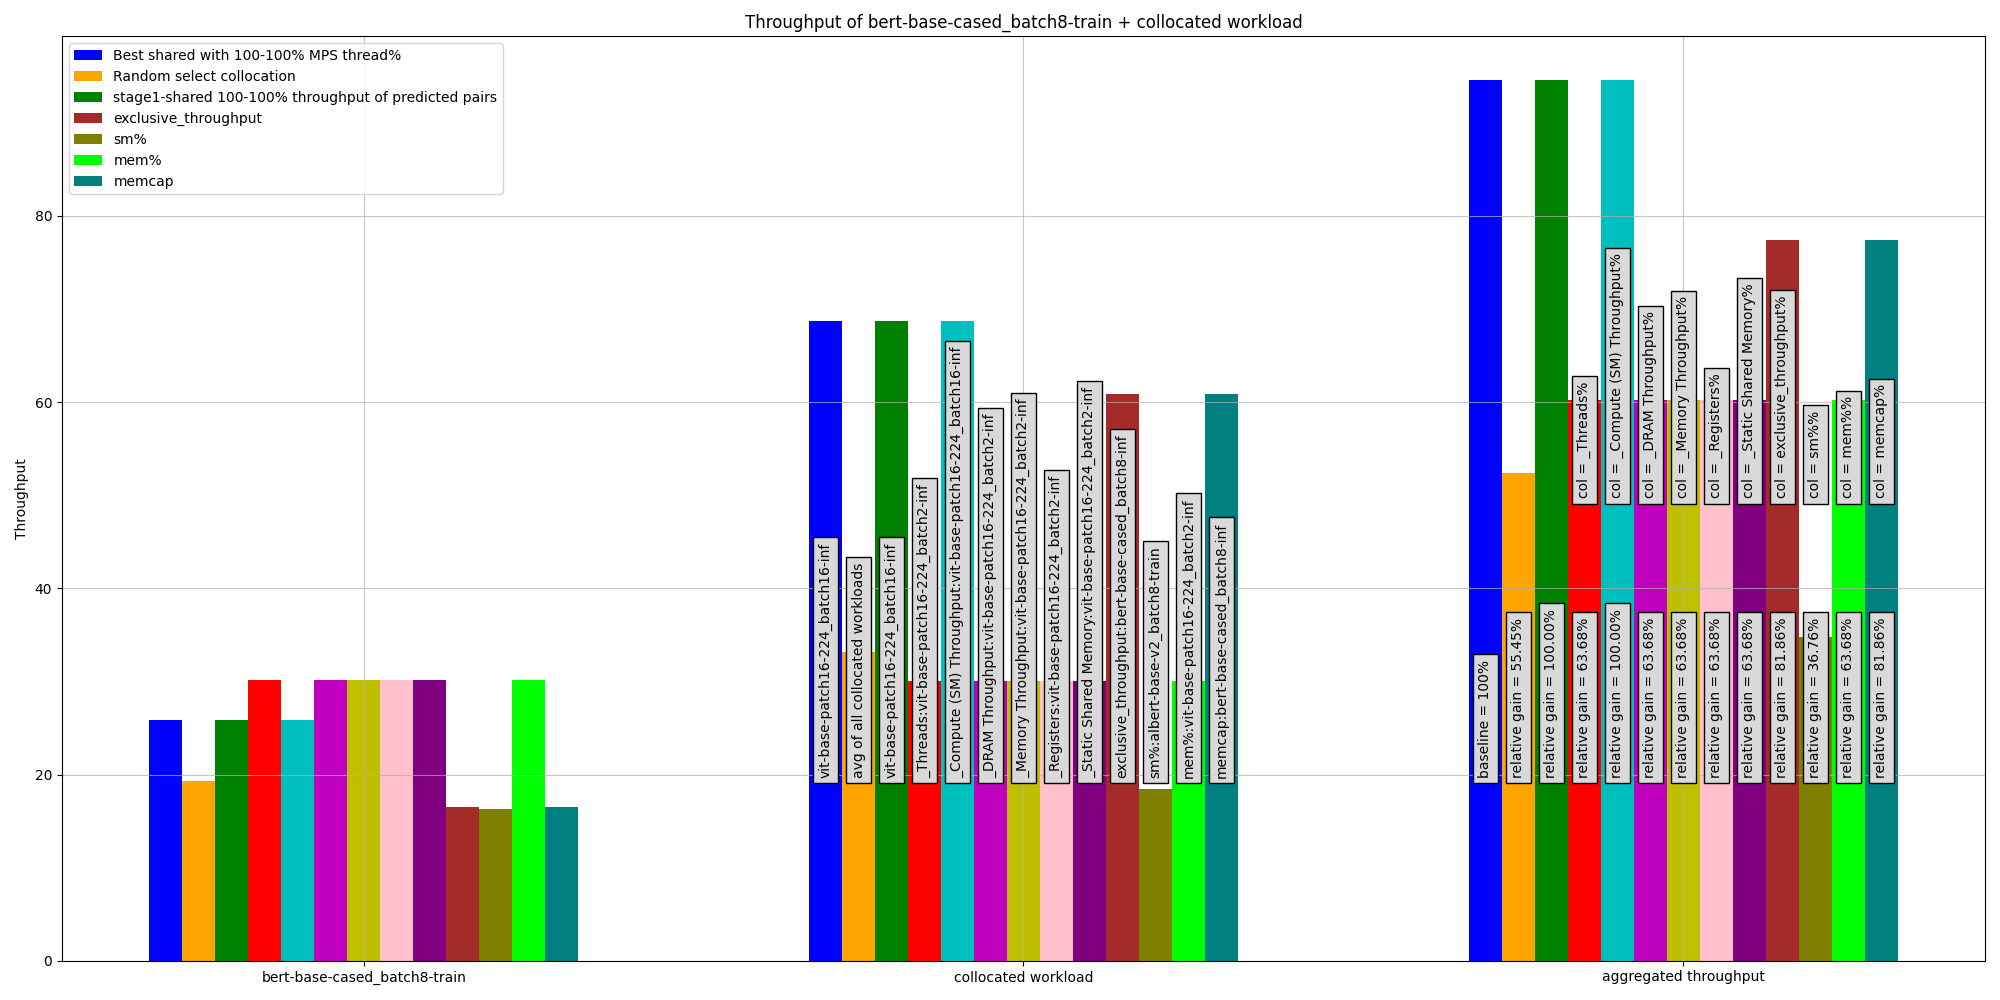 Throughput of bert-base-cased_batch8-train + collocated workload
Best shared with 100-100% MPS thread%
Random select collocation
stage1-shared 100-100% throughput of predicted pairs
exclusive_throughput
sm%
mem%
memcap
Throughput
80
60
40
20
0
vit-base-patch16-224_batch16-inf
avg of all collocated workloads
vit-base-patch16-224_batch16-inf
_Threads:vit-base-patch16-224_batch2-inf
_Compute (SM) Throughput:vit-base-patch16-224_batch16-inf
_DRAM Throughput:vit-base-patch16-224_batch2-inf
_Memory Throughput:vit-base-patch16-224_batch2-inf
_Registers:vit-base-patch16-224_batch2-inf
_Static Shared Memory:vit-base-patch16-224_batch2-inf
exclusive_throughput:bert-base-cased_batch8-inf
sm%:albert-base-v2_batch8-train
mem%:vit-base-patch16-224_batch2-inf
memcap:bert-base-cased_batch8-inf
col = _Threads%
col = _Compute (SM) Throughput%
col = _DRAM Throughput%
col = _Memory Throughput%
col = _Registers%
col = _Static Shared Memory%
col = exclusive_throughput%
col = sm%%
col = mem%%
col = memcap%
baseline = 100%
relative gain = 55.45%
relative gain = 100.00%
relative gain = 63.68%
relative gain = 100.00%
relative gain = 63.68%
relative gain = 63.68%
relative gain = 63.68%
relative gain = 63.68%
relative gain = 81.86%
relative gain = 36.76%
relative gain = 63.68%
relative gain = 81.86%
bert-base-cased_batch8-train
collocated workload
aggregated throughput